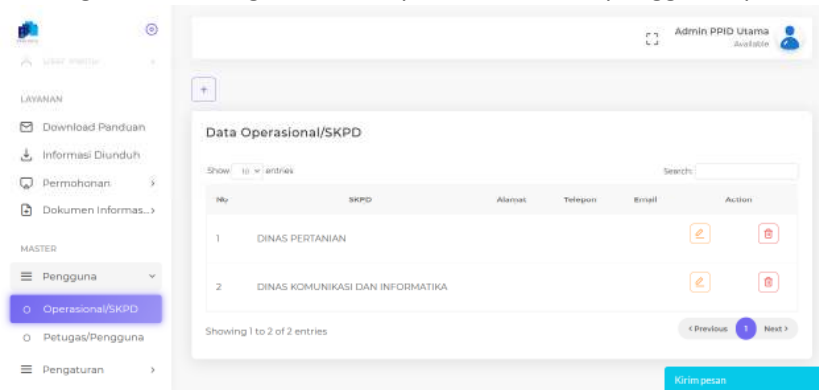 Admin PPID Utama
Available
LAYANAN
Download Panduan
Informasi Diunduh
Permohonan
Dokumen Informas...
MASTER
Pengguna
Operasional/SKPD
Petugas/Pengguna
Pengaturan
+
Data Operasional/SKPD
Show 10 entries
Search:
No SKPD Alamat Telepon Email Action
1 DINAS PERTANIAN
2 DINAS KOMUNIKASI DAN INFORMATIKA
Showing 1 to 2 of 2 entries
< Previous 1 Next >
Kirim pesan